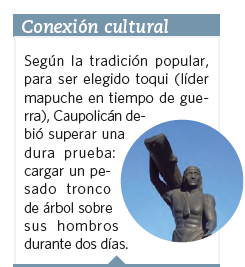 Conexión cultural
Según la tradición popular,
para ser elegido toqui (líder
mapuche en tiempo de gue-
rra), Caupolicán de-
bió superar una
dura prueba:
cargar un pe-
sado tronco
de árbol sobre
sus hombros
durante dos días.